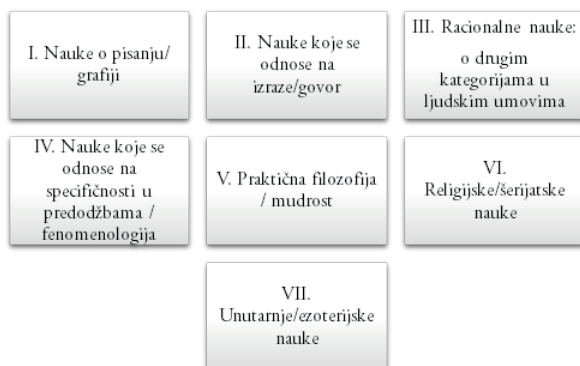 I. Nauke o pisanju/
grafiji
II. Nauke koje se
odnose na
izraze/govor
III. Racionalne nauke:
o drugim
kategorijama u
ljudskim umovima
IV. Nauke koje se
odnose na
specifičnosti u
predodžbama /
fenomenologija
V. Praktična filozofija
/ mudrost
VI.
Religijske/šerijatske
nauke
VII.
Unutarnje/ezoterijske
nauke